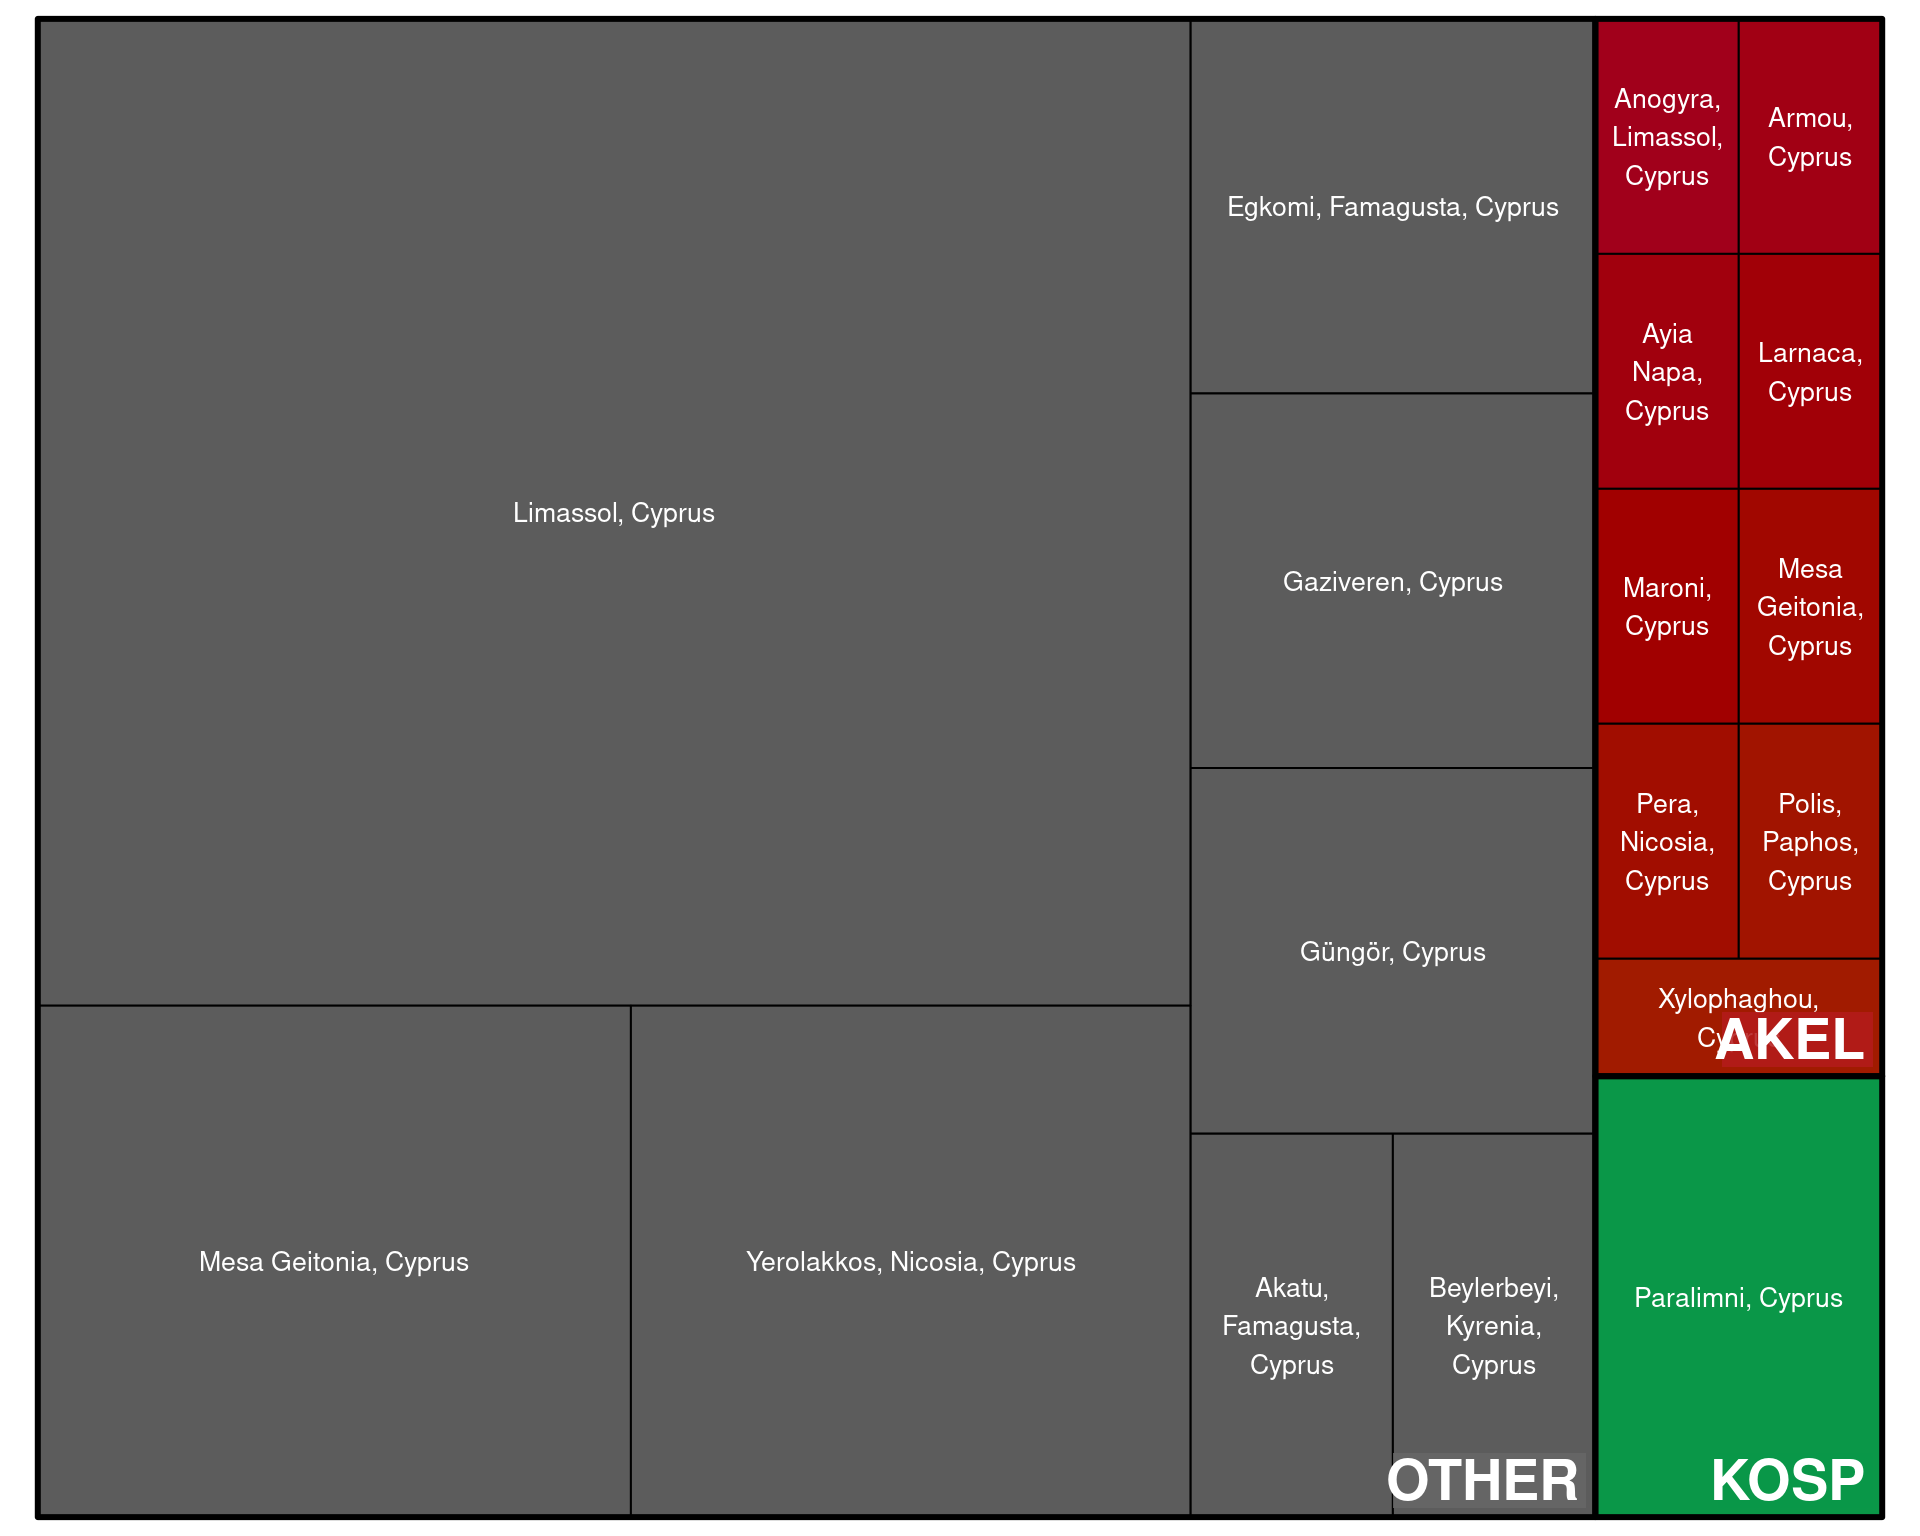 Limassol, Cyprus
Mesa Geitonia, Cyprus
Yerolakkos, Nicosia, Cyprus
Egkomi, Famagusta, Cyprus
Gaziveren, Cyprus
Güngör, Cyprus
Akatu,
Famagusta,
Cyprus
Beylerbeyi,
Kyrenia,
Cyprus
OTHER
Anogyra,
Limassol,
Cyprus
Armou,
Cyprus
Ayia
Napa,
Cyprus
Larnaca,
Cyprus
Maroni,
Cyprus
Mesa
Geitonia,
Cyprus
Pera,
Nicosia,
Cyprus
Polis,
Paphos,
Cyprus
Xylophaghou,
AKEL
Paralimni, Cyprus
KOSP